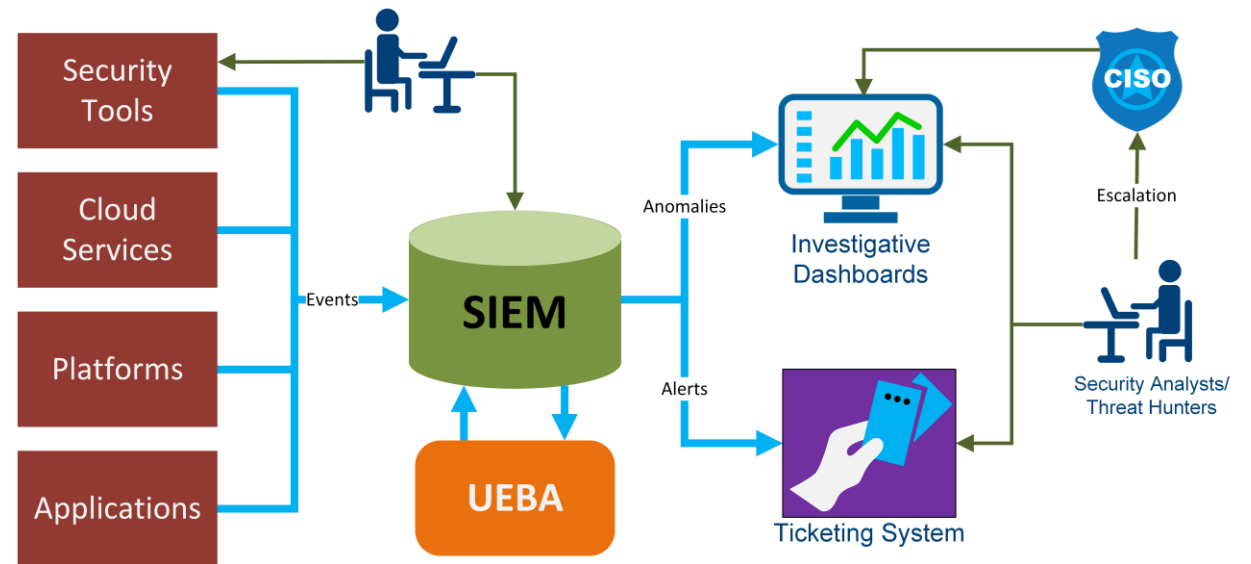 Security
Tools
Cloud
Services
Platforms
Applications
Events
SIEM
UEBA
Anomalies
Alerts
Investigative
Dashboards
Ticketing System
CISO
Escalation
Security Analysts/
Threat Hunters